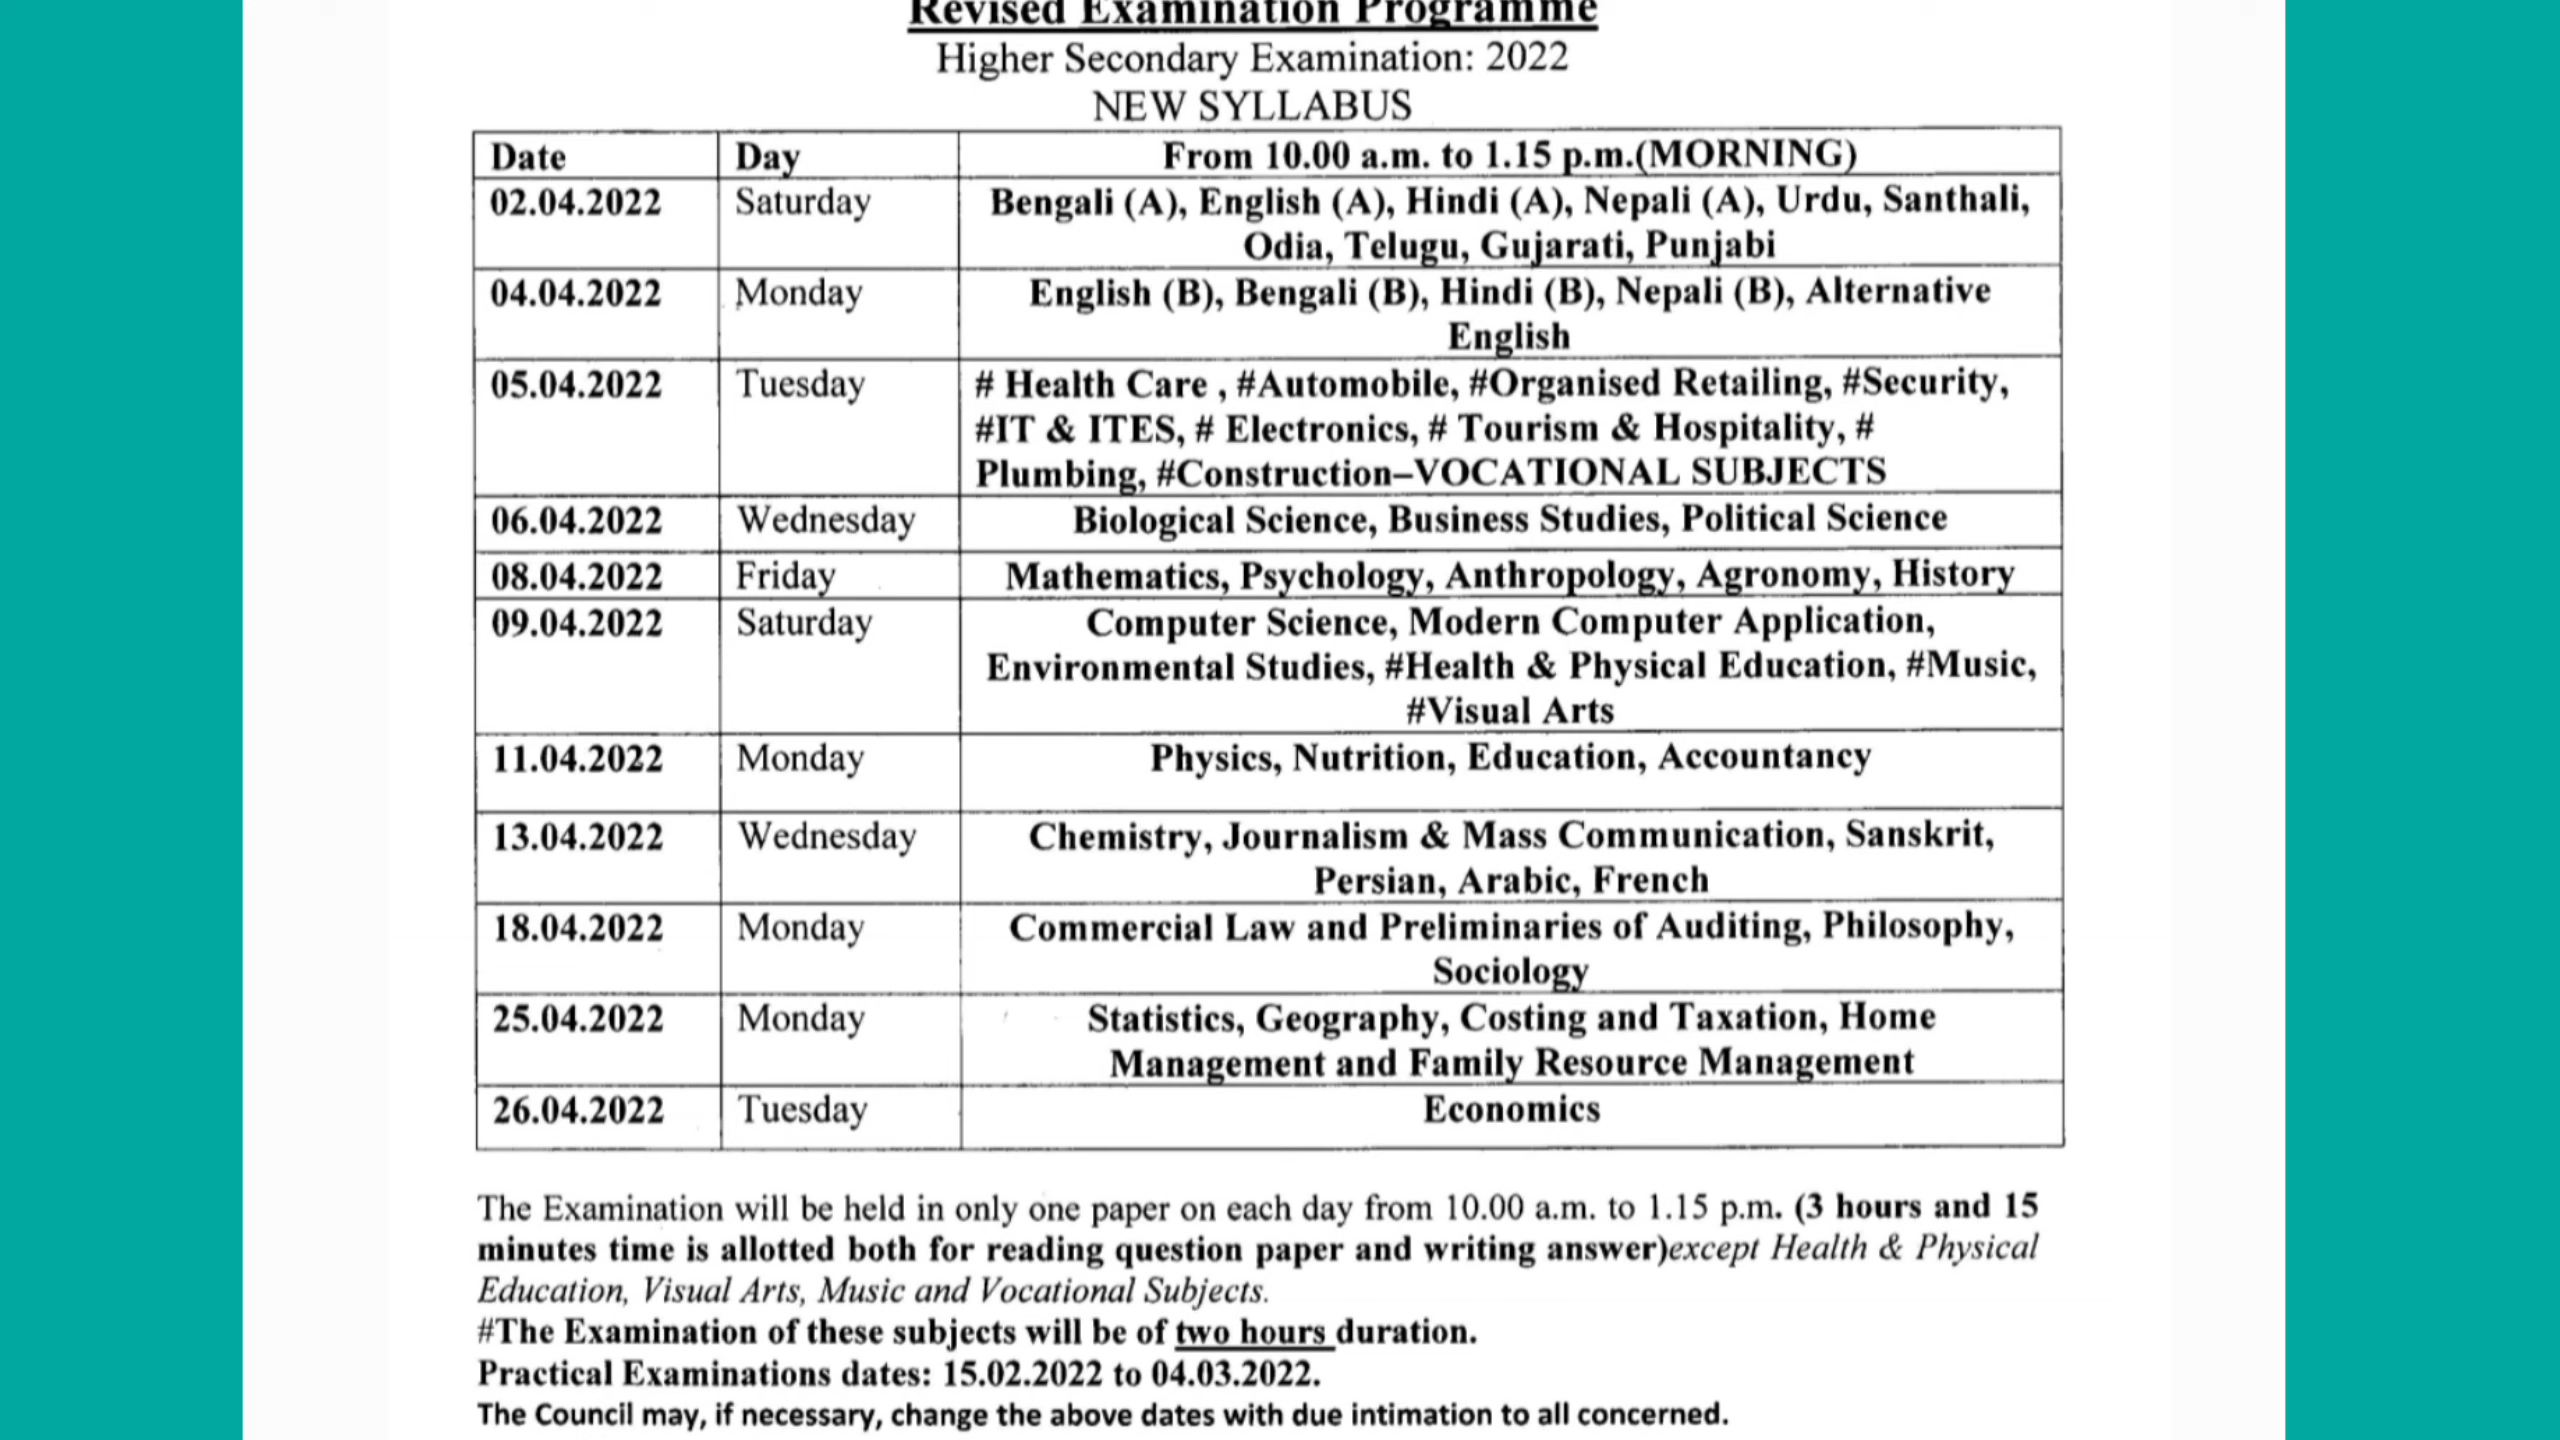 Revised Examination Programme
Higher Secondary Examination: 2022
NEW SYLLABUS
Date Day From 10.00 a.m. to 1.15 p.m.(MORNING)
02.04.2022 Saturday Bengali (A), English (A), Hindi (A), Nepali (A), Urdu, Santhali,
Odia, Telugu, Gujarati, Punjabi
04.04.2022 Monday English (B), Bengali (B), Hindi (B), Nepali (B), Alternative
English
05.04.2022 Tuesday # Health Care , #Automobile, #Organised Retailing, #Security,
#IT & ITES, # Electronics, # Tourism & Hospitality, #
Plumbing, #Construction–VOCATIONAL SUBJECTS
06.04.2022 Wednesday Biological Science, Business Studies, Political Science
08.04.2022 Friday Mathematics, Psychology, Anthropology, Agronomy, History
09.04.2022 Saturday Computer Science, Modern Computer Application,
Environmental Studies, #Health & Physical Education, #Music,
#Visual Arts
11.04.2022 Monday Physics, Nutrition, Education, Accountancy
13.04.2022 Wednesday Chemistry, Journalism & Mass Communication, Sanskrit,
Persian, Arabic, French
18.04.2022 Monday Commercial Law and Preliminaries of Auditing, Philosophy,
Sociology
25.04.2022 Monday Statistics, Geography, Costing and Taxation, Home
Management and Family Resource Management
26.04.2022 Tuesday Economics
The Examination will be held in only one paper on each day from 10.00 a.m. to 1.15 p.m. (3 hours and 15
minutes time is allotted both for reading question paper and writing answer)except Health & Physical
Education, Visual Arts, Music and Vocational Subjects.
#The Examination of these subjects will be of two hours duration.
Practical Examinations dates: 15.02.2022 to 04.03.2022.
The Council may, if necessary, change the above dates with due intimation to all concerned.